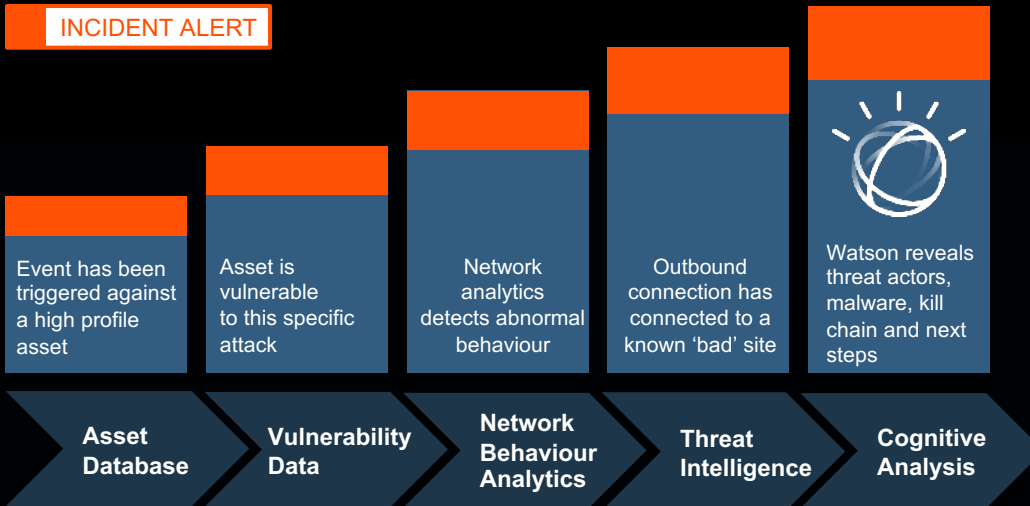 INCIDENT ALERT
Event has been
triggered against
a high profile
asset
Asset is
vulnerable
to this specific
attack
Network
analytics
detects abnormal
behaviour
Outbound
connection has
connected to a
known ‘bad’ site
Watson reveals
threat actors,
malware, kill
chain and next
steps
Asset
Database
Vulnerability
Data
Network
Behaviour
Analytics
Threat
Intelligence
Cognitive
Analysis